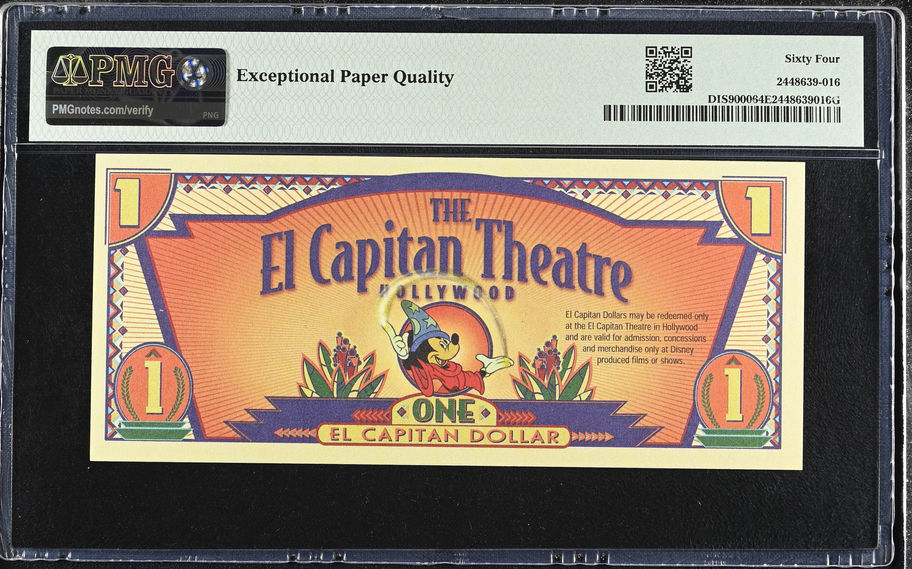 PMG
PMGnotes.com/verify
PNG
Exceptional Paper Quality
Sixty Four
2448639-016
DIS900064E2448639016G
1
1
THE
El Capitan Theatre
HOLLYWOOD
El Capitan Dollars may be redeemed only
at the El Capitan Theatre in Hollywood
and are valid for admission, concessions
and merchandise only at Disney
produced films or shows.
1
1
ONE
EL CAPITAN DOLLAR